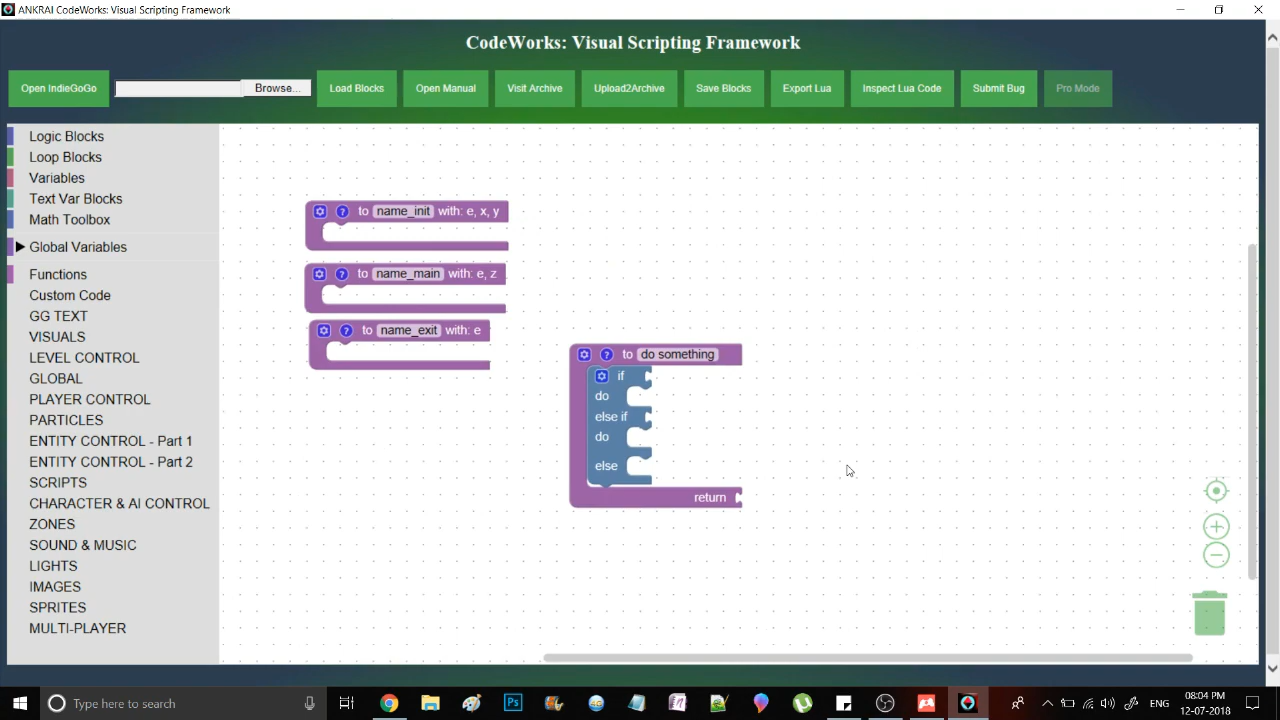 ANKRAI CodeWorks: Visual Scripting Framework
CodeWorks: Visual Scripting Framework
Open IndieGoGo
Browse...
Load Blocks
Open Manual
Visit Archive
Upload2Archive
Save Blocks
Export Lua
Inspect Lua Code
Submit Bug
Pro Mode
Logic Blocks
Loop Blocks
Variables
Text Var Blocks
Math Toolbox
Global Variables
Functions
Custom Code
GG TEXT
VISUALS
LEVEL CONTROL
GLOBAL
PLAYER CONTROL
PARTICLES
ENTITY CONTROL - Part 1
ENTITY CONTROL - Part 2
SCRIPTS
CHARACTER & AI CONTROL
ZONES
SOUND & MUSIC
LIGHTS
IMAGES
SPRITES
MULTI-PLAYER
? to name_init with: e, x, y
? to name_main with: e, z
? to name_exit with: e
? to do something
if
do
else if
do
else
return
Type here to search
Ps
4G
ENG
08:04 PM
12-07-2018